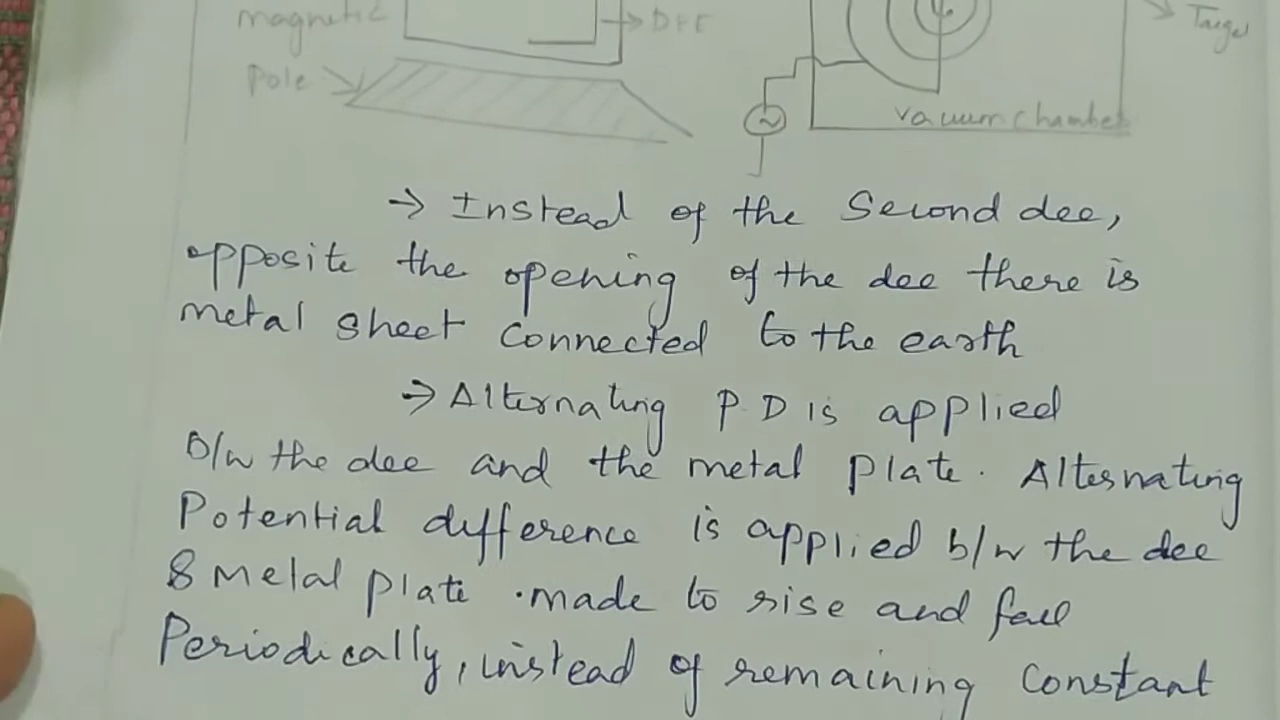 magnetic
pole
DEE
Target
vacuum chamber
→ Instead of the Second dee,
opposite the opening of the dee there is
metal sheet connected to the earth
→ Alternating P.D is applied
b/w the dee and the metal plate. Alternating
Potential difference is applied b/w the dee
& Metal plate . made to rise and fall
Periodically, instead of remaining constant